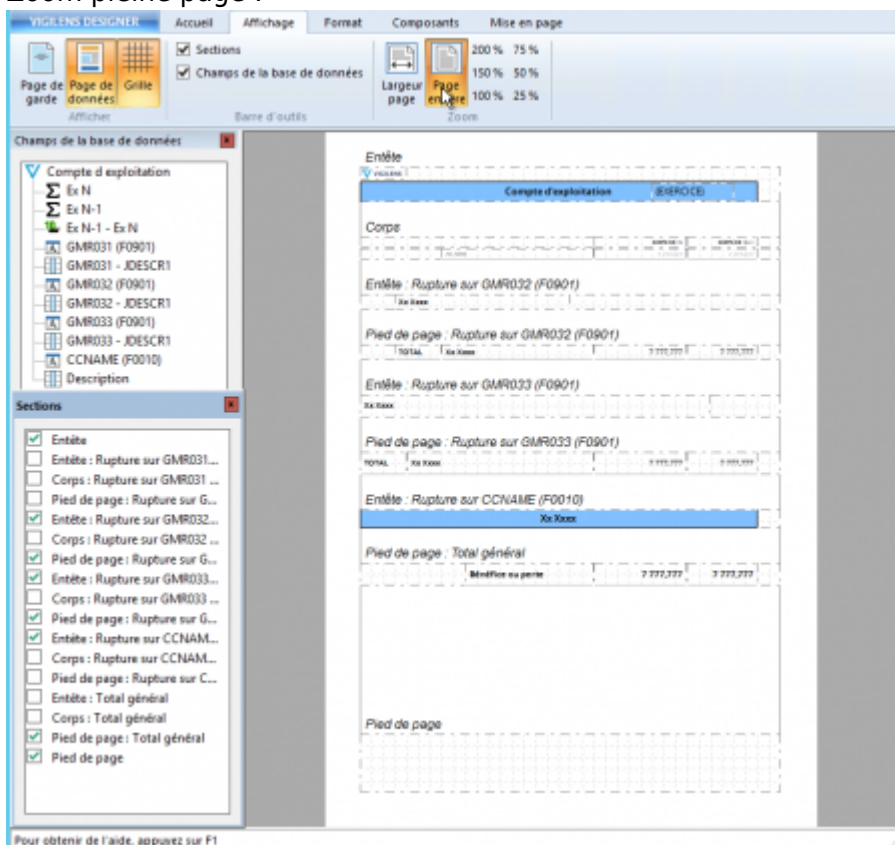 Zoom pleine page :
VIGILENS DESIGNER Accueil Affichage Format Composants Mise en page
Page de garde
Page de données
Grille
Afficher
Sections
Champs de la base de données
Barre d'outils
Largeur page
Page entière
200 % 75 %
150 % 50 %
100 % 25 %
Zoom
Champs de la base de données
Compte d exploitation
Ex N
Ex N-1
Ex N-1 - Ex N
GMR031 (F0901)
GMR031 - JDESCR1
GMR032 (F0901)
GMR032 - JDESCR1
GMR033 (F0901)
GMR033 - JDESCR1
CCNAME (F0010)
Description
Sections
Entête
Entête : Rupture sur GMR031...
Corps : Rupture sur GMR031 ...
Pied de page : Rupture sur G...
Entête : Rupture sur GMR032...
Corps : Rupture sur GMR032 ...
Pied de page : Rupture sur G...
Entête : Rupture sur GMR033...
Corps : Rupture sur GMR033 ...
Pied de page : Rupture sur G...
Entête : Rupture sur CCNAM...
Corps : Rupture sur CCNAM...
Pied de page : Rupture sur C...
Entête : Total général
Corps : Total général
Pied de page : Total général
Pied de page
Entête
VIGILENS
Compte d'exploitation (EXERCICE)
Corps
Entête : Rupture sur GMR032 (F0901)
Xx Xxxx
Pied de page : Rupture sur GMR032 (F0901)
TOTAL Xx Xxxx ? ???,??? ? ???,???
Entête : Rupture sur GMR033 (F0901)
Xx Xxxx
Pied de page : Rupture sur GMR033 (F0901)
TOTAL Xx Xxxx ? ???,??? ? ???,???
Entête : Rupture sur CCNAME (F0010)
Xx Xxxx
Pied de page : Total général
Bénéfice ou perte ? ???,??? ? ???,???
Pied de page
Pour obtenir de l'aide, appuyez sur F1